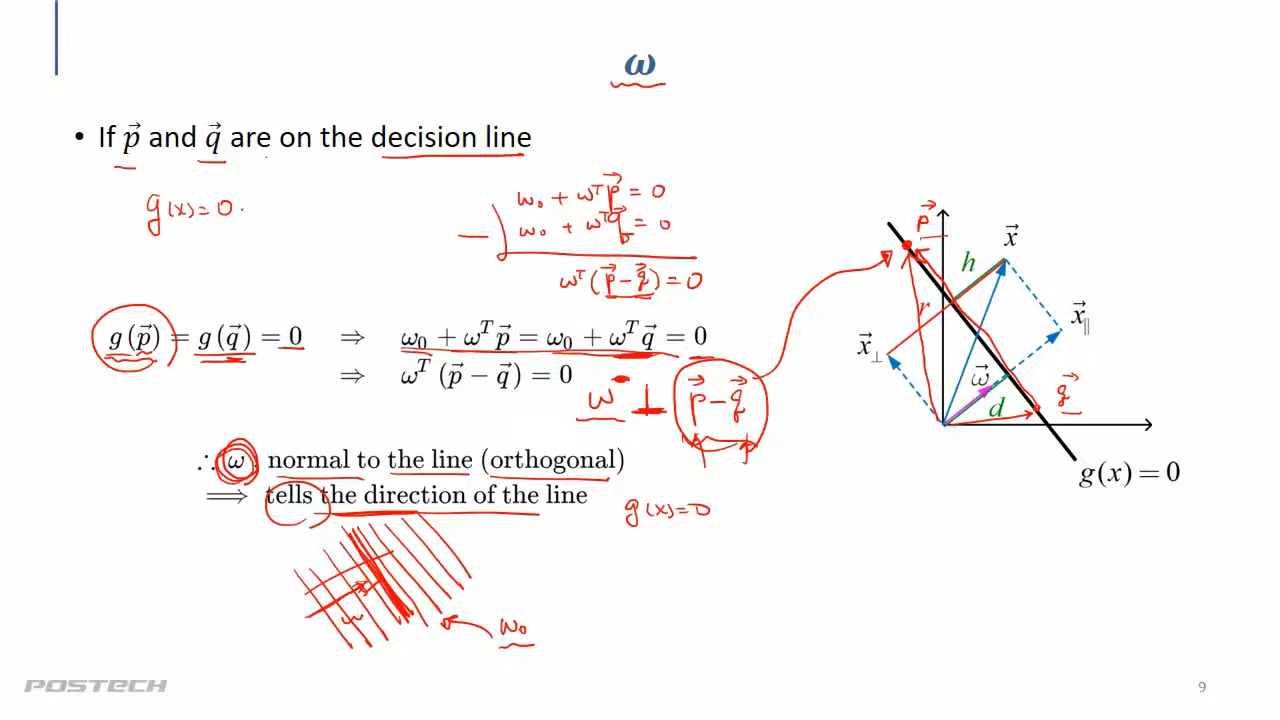 ω
• If p⃗ and q⃗ are on the decision line
g(x)=0.
ω₀ + ωᵀp⃗ = 0
− ω₀ + ωᵀq⃗ = 0
ωᵀ(p⃗−q⃗)=0
g(p⃗) = g(q⃗) = 0 ⇒ ω₀ + ωᵀp⃗ = ω₀ + ωᵀq⃗ = 0
⇒ ωᵀ(p⃗ − q⃗) = 0
ω ⊥ p⃗−q⃗
∴ ω : normal to the line (orthogonal)
⟹ tells the direction of the line
g(x)=0
ω
ω₀
p⃗
x⃗
h
r
x⃗∥
x⃗⊥
ω⃗
q⃗
d
g(x) = 0
POSTECH
9